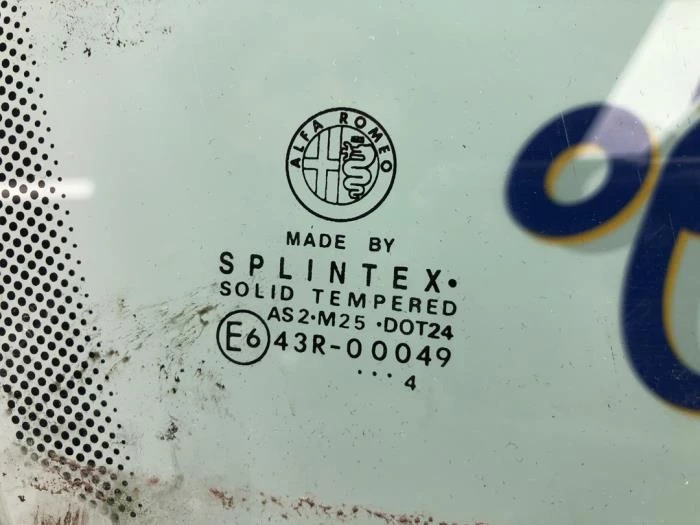 ALFA ROMEO
MADE BY
SPLINTEX•
SOLID TEMPERED
AS2•M25 •DOT24
E6 43R-00049
••• 4